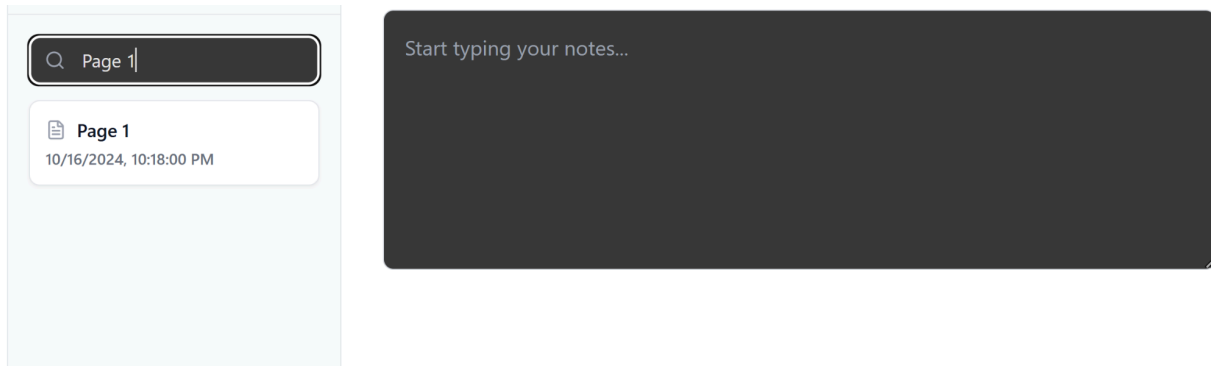 Page 1
Page 1
10/16/2024, 10:18:00 PM
Start typing your notes...